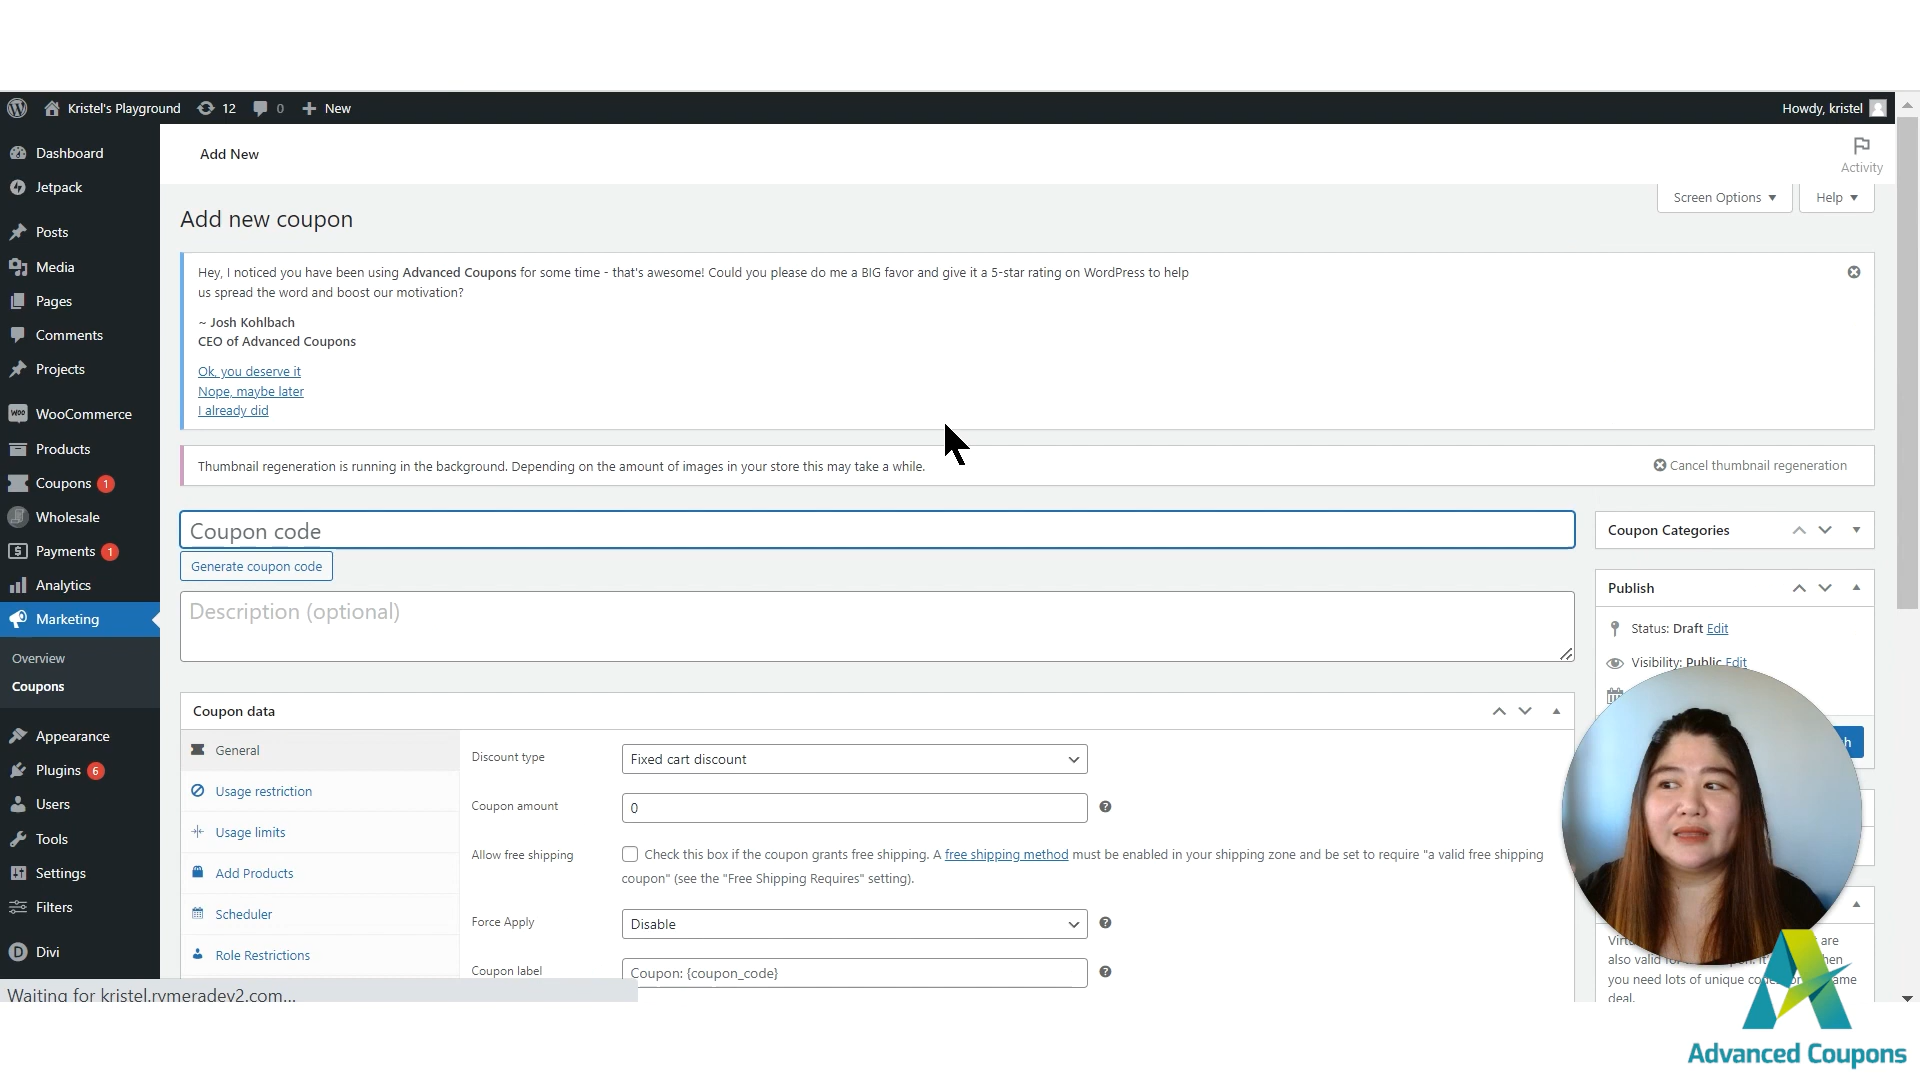 Kristel's Playground 12 0 New Howdy, kristel
Dashboard
Jetpack
Posts
Media
Pages
Comments
Projects
WooCommerce
Products
Coupons 1
Wholesale
Payments 1
Analytics
Marketing
Overview
Coupons
Appearance
Plugins 6
Users
Tools
Settings
Filters
Divi
Add New
Activity
Screen Options
Help
Add new coupon
Hey, I noticed you have been using Advanced Coupons for some time - that's awesome! Could you please do me a BIG favor and give it a 5-star rating on WordPress to help
us spread the word and boost our motivation?
~ Josh Kohlbach
CEO of Advanced Coupons
Ok, you deserve it
Nope, maybe later
I already did
Thumbnail regeneration is running in the background. Depending on the amount of images in your store this may take a while.
Cancel thumbnail regeneration
Coupon code
Generate coupon code
Description (optional)
Coupon data
General
Usage restriction
Usage limits
Add Products
Scheduler
Role Restrictions
Discount type Fixed cart discount
Coupon amount 0
Allow free shipping Check this box if the coupon grants free shipping. A free shipping method must be enabled in your shipping zone and be set to require "a valid free shipping
coupon" (see the "Free Shipping Requires" setting).
Force Apply Disable
Coupon label Coupon: {coupon_code}
Coupon Categories
Publish
Status: Draft Edit
Visibility: Public Edit
are
also valid
you need lots of unique
deal.
Waiting for kristel.rymeradev2.com...
Advanced Coupons